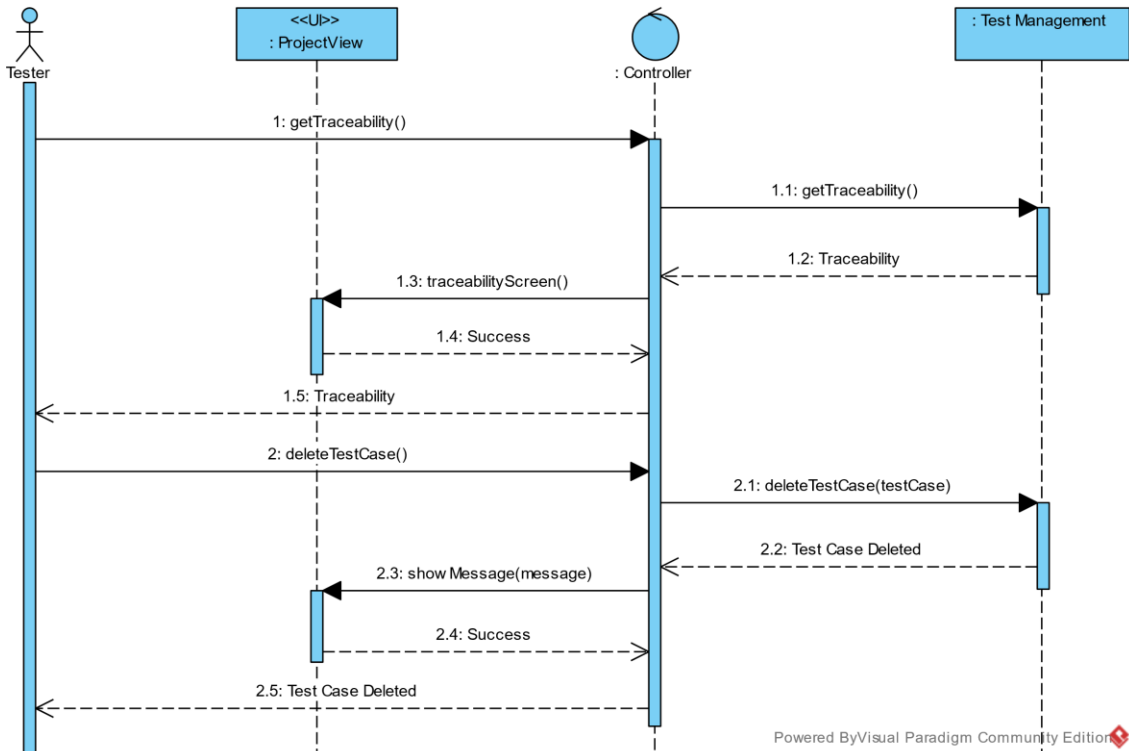 <<UI>>
: ProjectView
: Test Management
Tester
: Controller
1: getTraceability()
1.1: getTraceability()
1.2: Traceability
1.3: traceabilityScreen()
1.4: Success
1.5: Traceability
2: deleteTestCase()
2.1: deleteTestCase(testCase)
2.2: Test Case Deleted
2.3: show Message(message)
2.4: Success
2.5: Test Case Deleted
Powered ByVisual Paradigm Community Edition